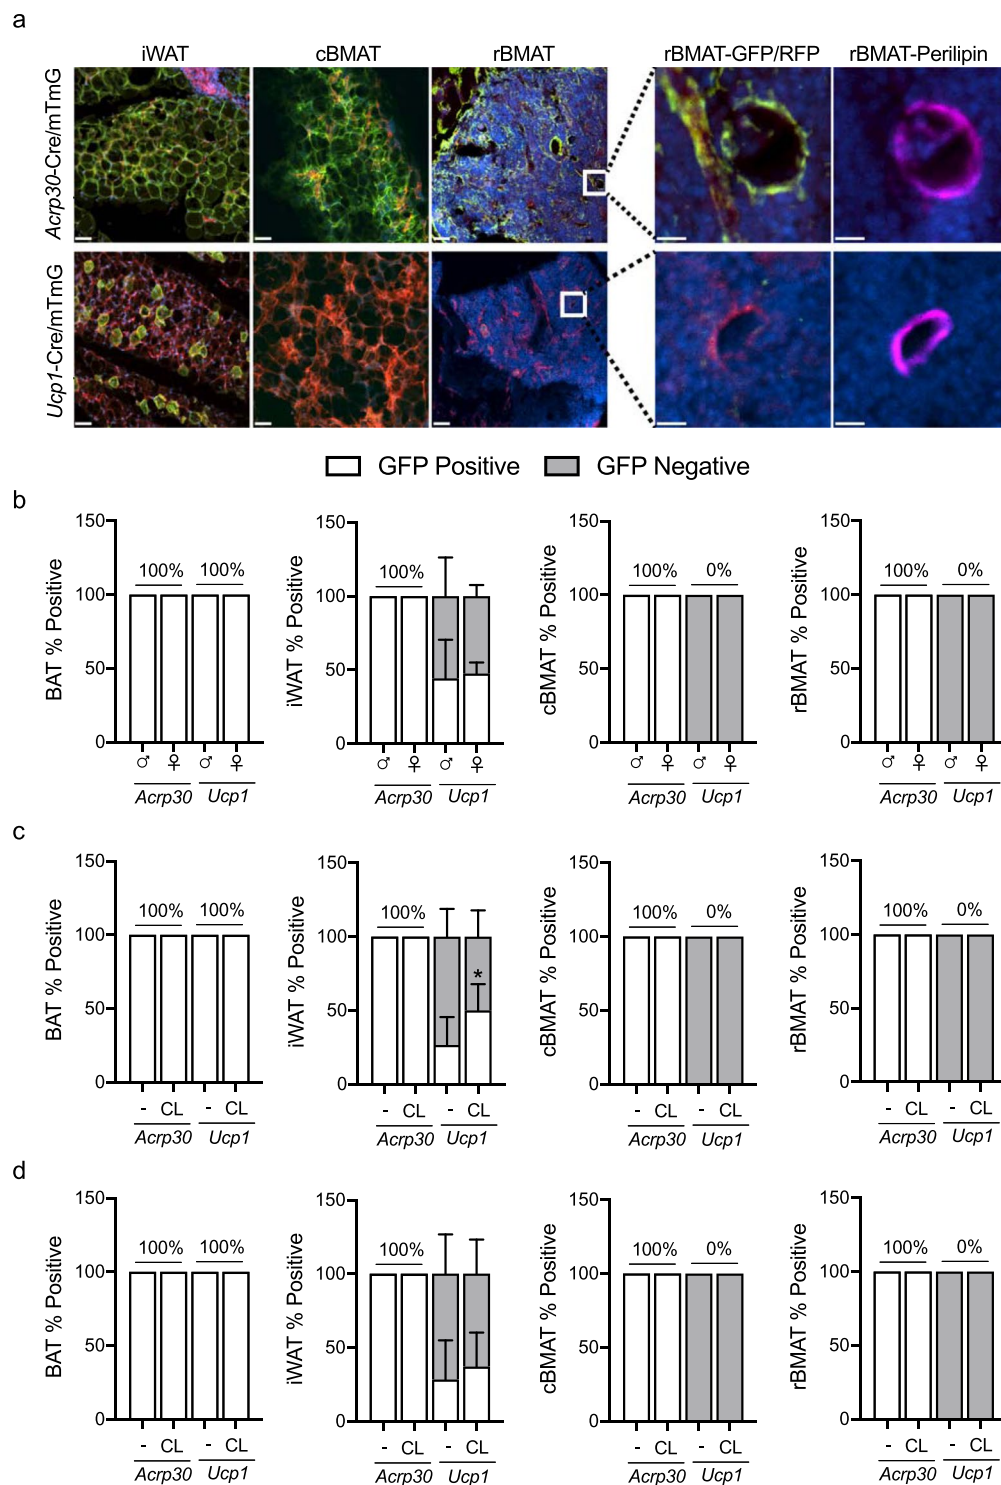 a
iWAT cBMAT rBMAT rBMAT-GFP/RFP rBMAT-Perilipin
Acrp30-Cre/mTmG
Ucp1-Cre/mTmG
GFP Positive GFP Negative
b
BAT % Positive
150
100
50
0
100% 100%
♂ ♀ ♂ ♀
Acrp30 Ucp1
iWAT % Positive
150
100
50
0
100%
♂ ♀ ♂ ♀
Acrp30 Ucp1
cBMAT % Positive
150
100
50
0
100% 0%
♂ ♀ ♂ ♀
Acrp30 Ucp1
rBMAT % Positive
150
100
50
0
100% 0%
♂ ♀ ♂ ♀
Acrp30 Ucp1
c
BAT % Positive
150
100
50
0
100% 100%
- CL - CL
Acrp30 Ucp1
iWAT % Positive
150
100
50
0
100%
*
- CL - CL
Acrp30 Ucp1
cBMAT % Positive
150
100
50
0
100% 0%
- CL - CL
Acrp30 Ucp1
rBMAT % Positive
150
100
50
0
100% 0%
- CL - CL
Acrp30 Ucp1
d
BAT % Positive
150
100
50
0
100% 100%
- CL - CL
Acrp30 Ucp1
iWAT % Positive
150
100
50
0
100%
- CL - CL
Acrp30 Ucp1
cBMAT % Positive
150
100
50
0
100% 0%
- CL - CL
Acrp30 Ucp1
rBMAT % Positive
150
100
50
0
100% 0%
- CL - CL
Acrp30 Ucp1